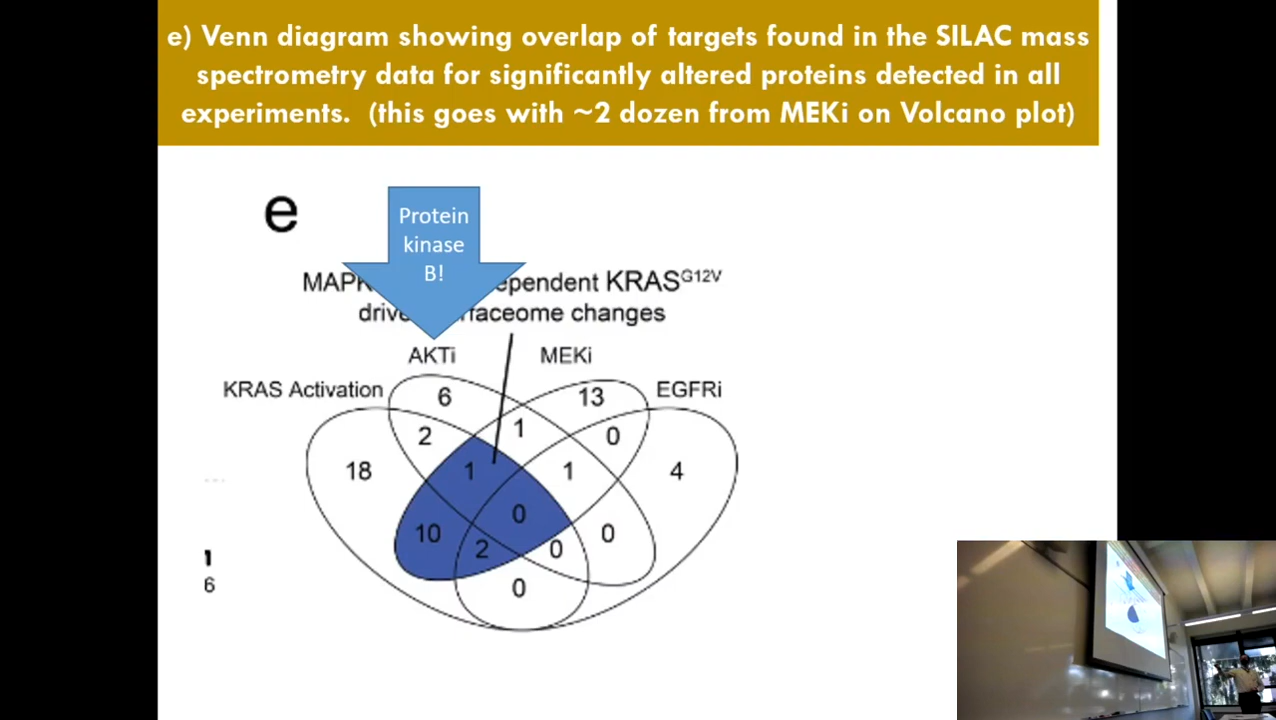 e) Venn diagram showing overlap of targets found in the SILAC mass
spectrometry data for significantly altered proteins detected in all
experiments. (this goes with ~2 dozen from MEKi on Volcano plot)
e
Protein
kinase
B!
MAPK ependent KRASG12V
drive faceome changes
AKTi MEKi
KRAS Activation EGFRi
6 13
2 1 0
18 1 1 4
0
10 2 0 0
0
1
6